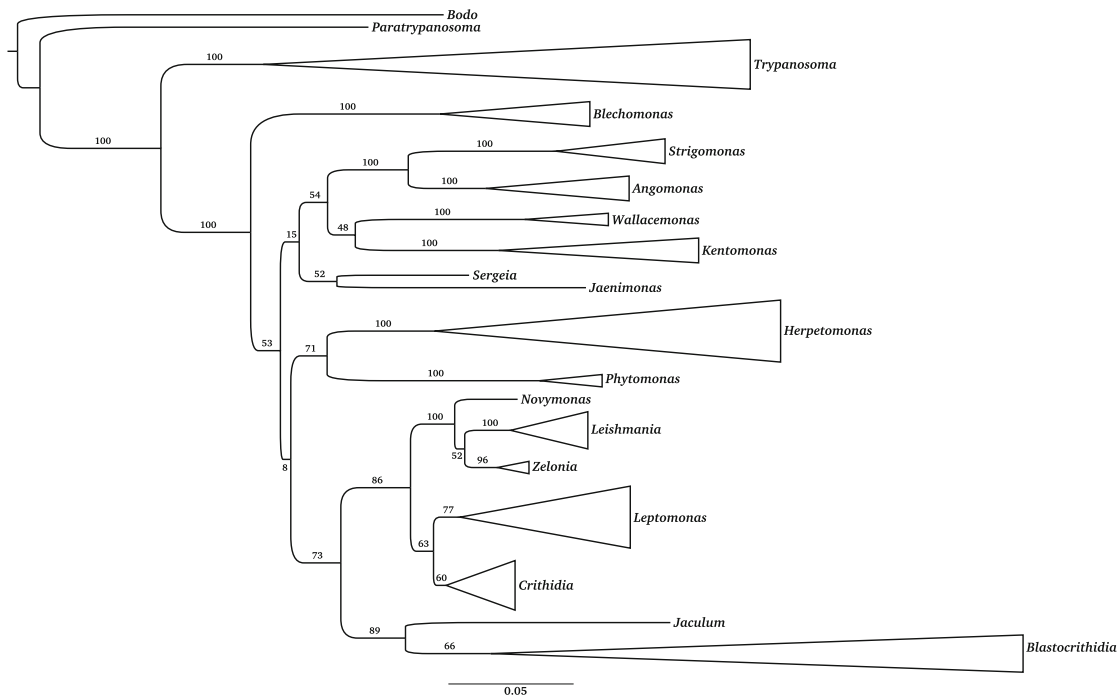 Bodo
Paratrypanosoma
100
Trypanosoma
100
Blechomonas
100
100
Strigomonas
100
100
Angomonas
54
100
Wallacemonas
48
100
Kentomonas
15
52
Sergeia
Jaenimonas
100
53
100
Herpetomonas
71
100
Phytomonas
8
Novymonas
100
100
Leishmania
52
96
Zelonia
86
77
Leptomonas
63
60
Crithidia
73
Jaculum
89
66
Blastocrithidia
0.05